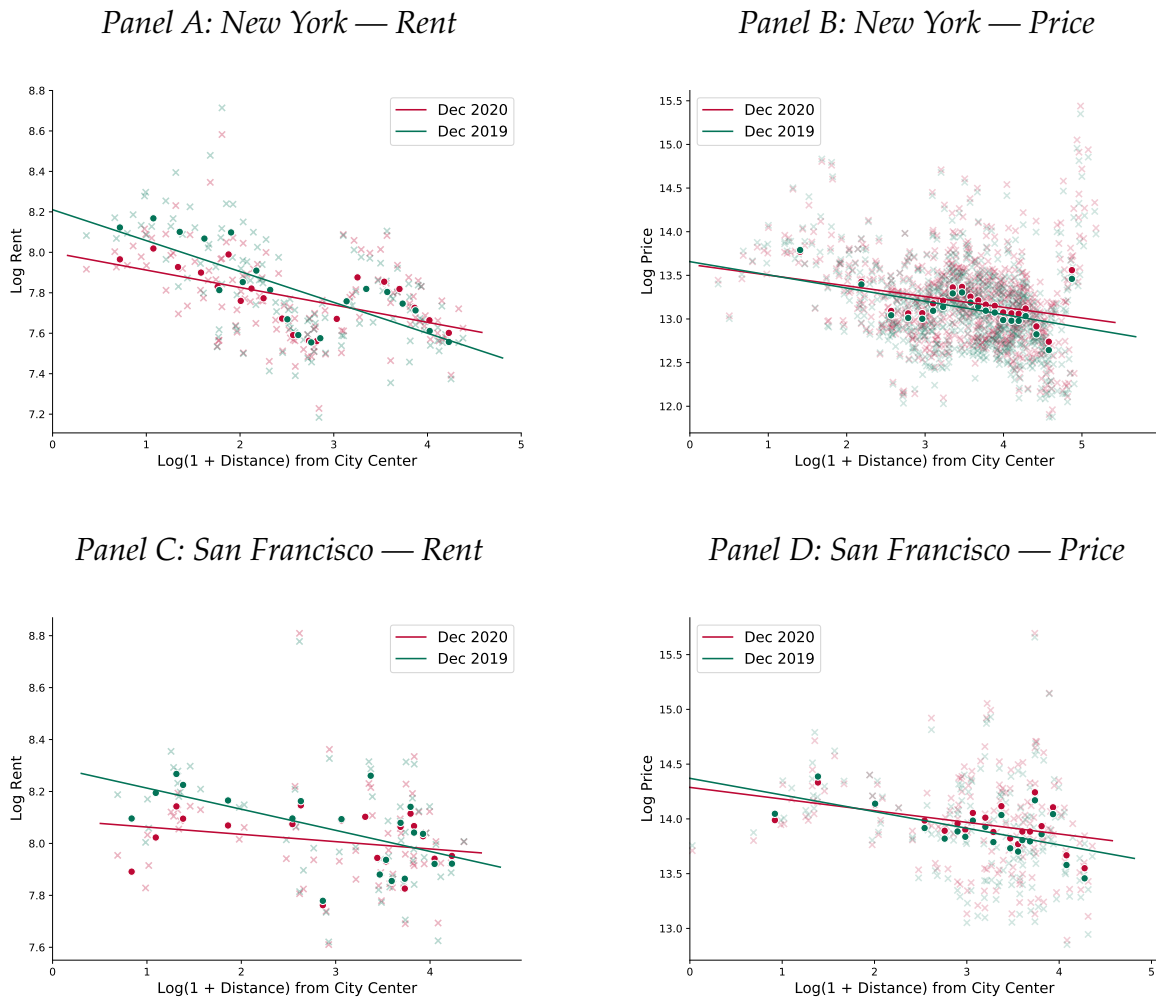 Panel A: New York — Rent
8.8
8.6
8.4
8.2
8.0
7.8
7.6
7.4
7.2
Log Rent
Dec 2020
Dec 2019
0 1 2 3 4 5
Log(1 + Distance) from City Center
Panel B: New York — Price
15.5
15.0
14.5
14.0
13.5
13.0
12.5
12.0
Log Price
Dec 2020
Dec 2019
0 1 2 3 4 5
Log(1 + Distance) from City Center
Panel C: San Francisco — Rent
8.8
8.6
8.4
8.2
8.0
7.8
7.6
Log Rent
Dec 2020
Dec 2019
0 1 2 3 4
Log(1 + Distance) from City Center
Panel D: San Francisco — Price
15.5
15.0
14.5
14.0
13.5
13.0
Log Price
Dec 2020
Dec 2019
0 1 2 3 4 5
Log(1 + Distance) from City Center